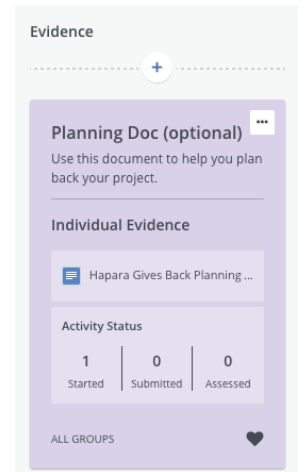 Evidence
+
Planning Doc (optional)
Use this document to help you plan
back your project.
Individual Evidence
Hapara Gives Back Planning ...
Activity Status
1 0 0
Started Submitted Assessed
ALL GROUPS